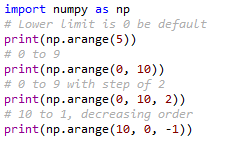 import numpy as np
# Lower limit is 0 be default
print(np.arange(5))
# 0 to 9
print(np.arange(0, 10))
# 0 to 9 with step of 2
print(np.arange(0, 10, 2))
# 10 to 1, decreasing order
print(np.arange(10, 0, -1))